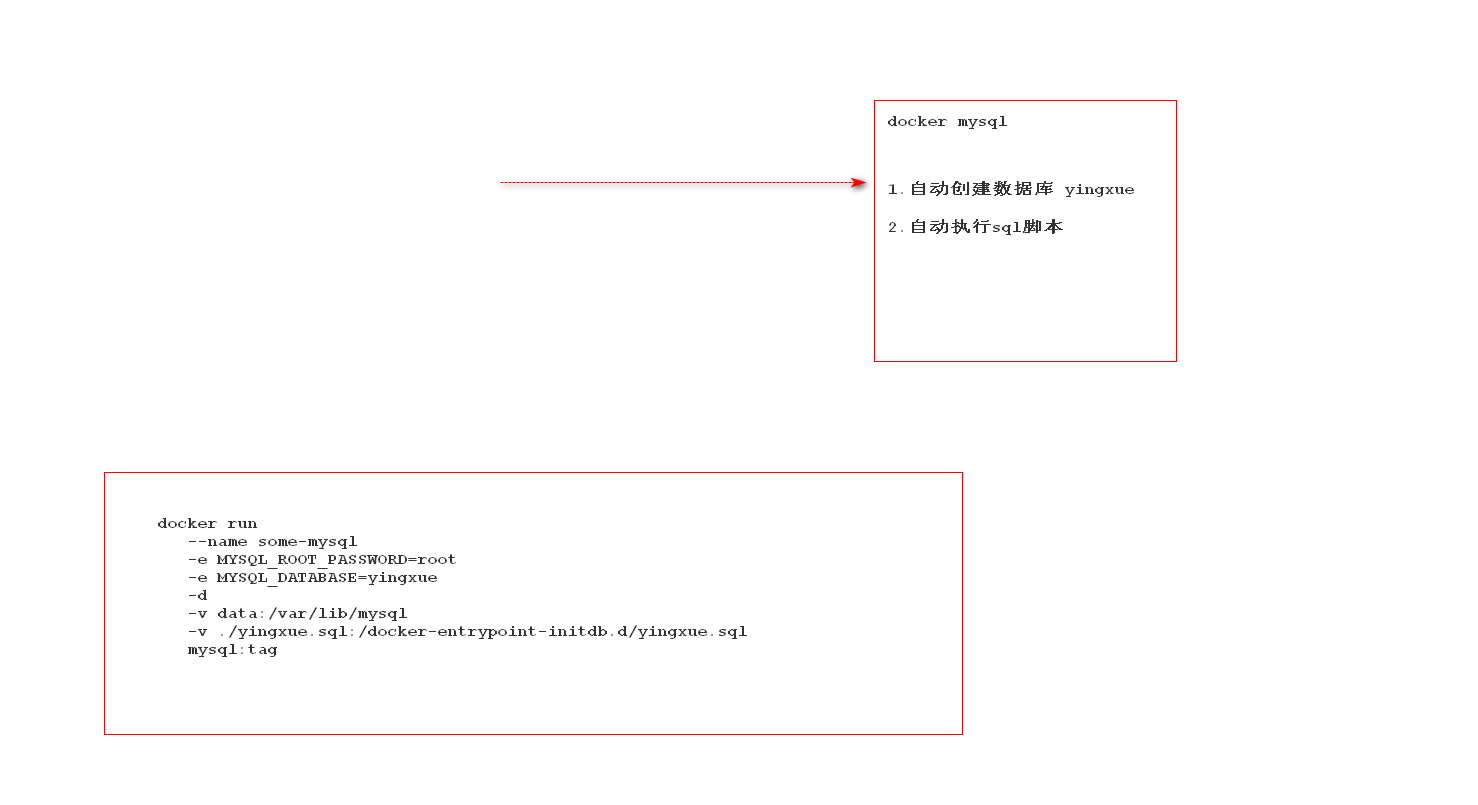 docker mysql
1.自动创建数据库 yingxue
2.自动执行sql脚本
docker run
--name some-mysql
-e MYSQL_ROOT_PASSWORD=root
-e MYSQL_DATABASE=yingxue
-d
-v data:/var/lib/mysql
-v ./yingxue.sql:/docker-entrypoint-initdb.d/yingxue.sql
mysql:tag